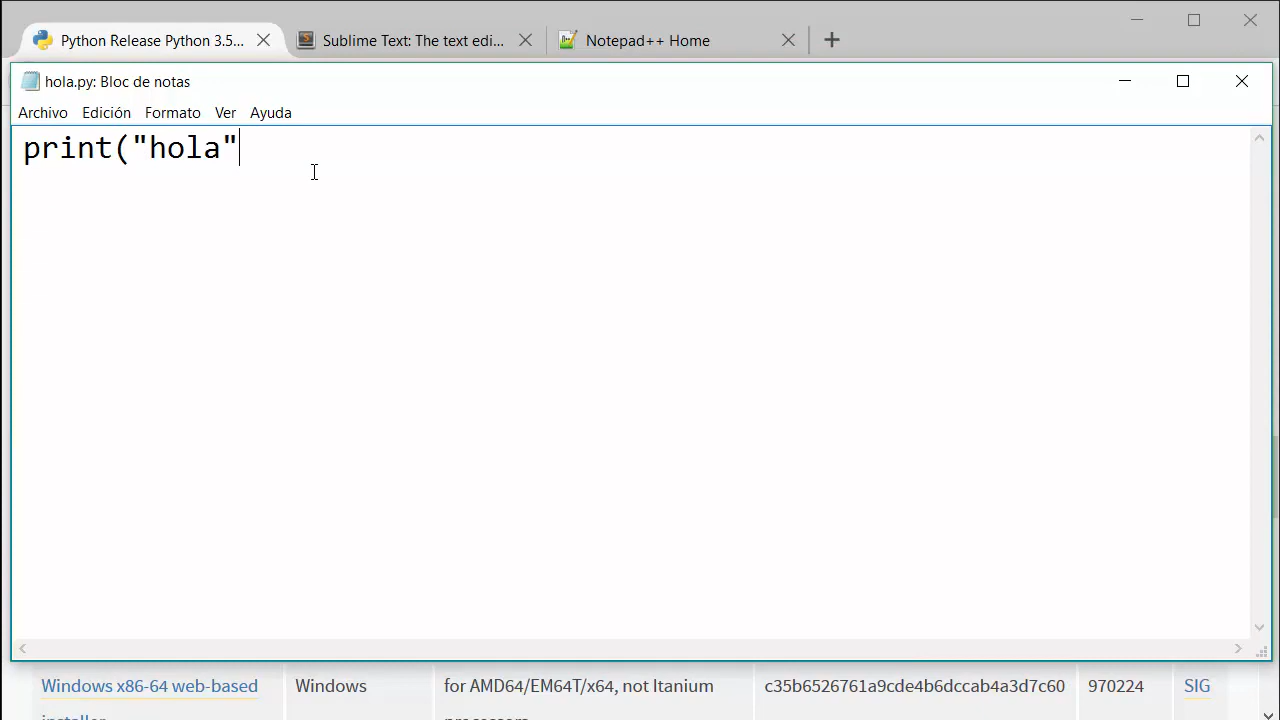 Python Release Python 3.5...
Sublime Text: The text edi...
Notepad++ Home
hola.py: Bloc de notas
Archivo Edición Formato Ver Ayuda
print("hola"
Windows x86-64 web-based Windows for AMD64/EM64T/x64, not Itanium c35b6526761a9cde4b6dccab4a3d7c60 970224 SIG
installer processors